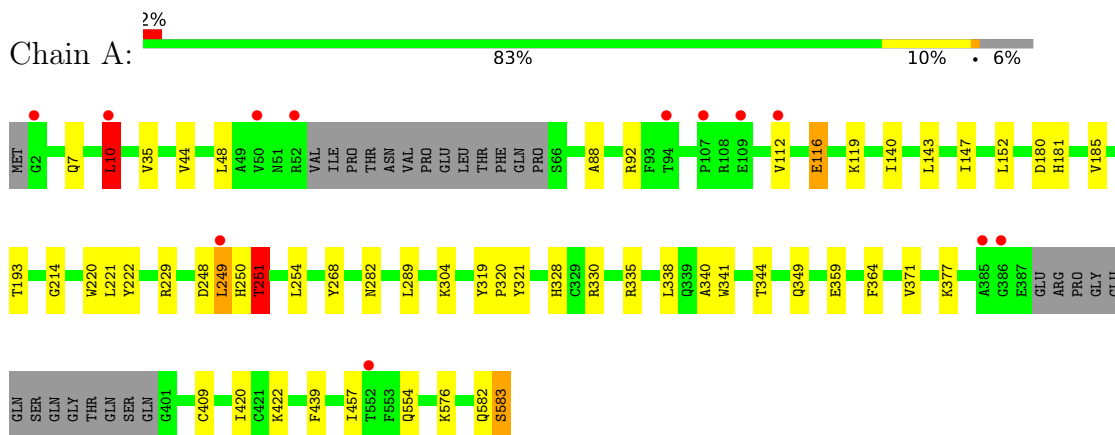 2%
Chain A:
83% 10% • 6%
MET G2 Q7 L10 V35 V44 L48 A49 V50 N51 R52 VAL ILE PRO THR ASN VAL PRO GLU LEU THR PHE GLN PRO S66 A88 R92 F93 T94 P107 R108 E109 V112 E116 K119 I140 L143 I147 L152 D180 H181 V185
T193 G214 W220 L221 Y222 R229 D248 L249 H250 T251 L254 Y268 N282 L289 K304 Y319 P320 Y321 H328 C329 R330 R335 L338 Q339 A340 W341 T344 Q349 E359 F364 V371 K377 A385 G386 E387 GLU ARG PRO GLY GLU
GLN SER GLN GLY THR GLN SER GLN G401 C409 I420 C421 K422 F439 I457 T552 F553 Q554 K576 Q582 S583